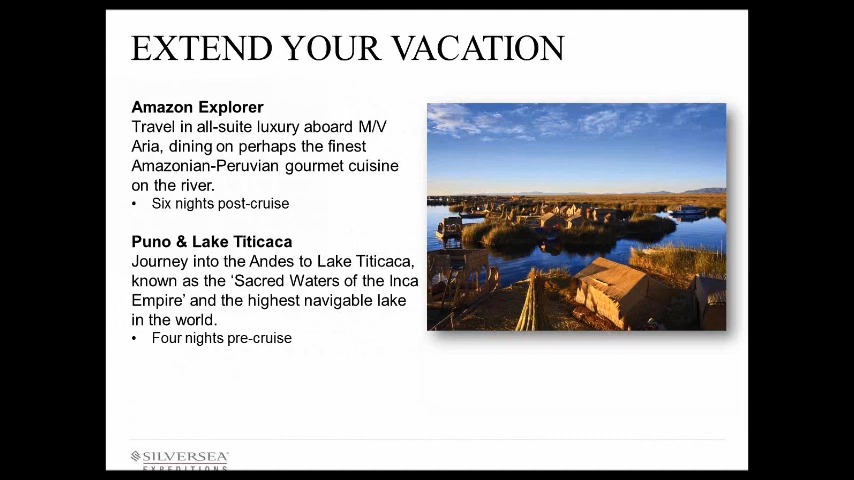 EXTEND YOUR VACATION
Amazon Explorer
Travel in all-suite luxury aboard M/V
Aria, dining on perhaps the finest
Amazonian-Peruvian gourmet cuisine
on the river.
• Six nights post-cruise
Puno & Lake Titicaca
Journey into the Andes to Lake Titicaca,
known as the ‘Sacred Waters of the Inca
Empire’ and the highest navigable lake
in the world.
• Four nights pre-cruise
SILVERSEA
EXPEDITIONS